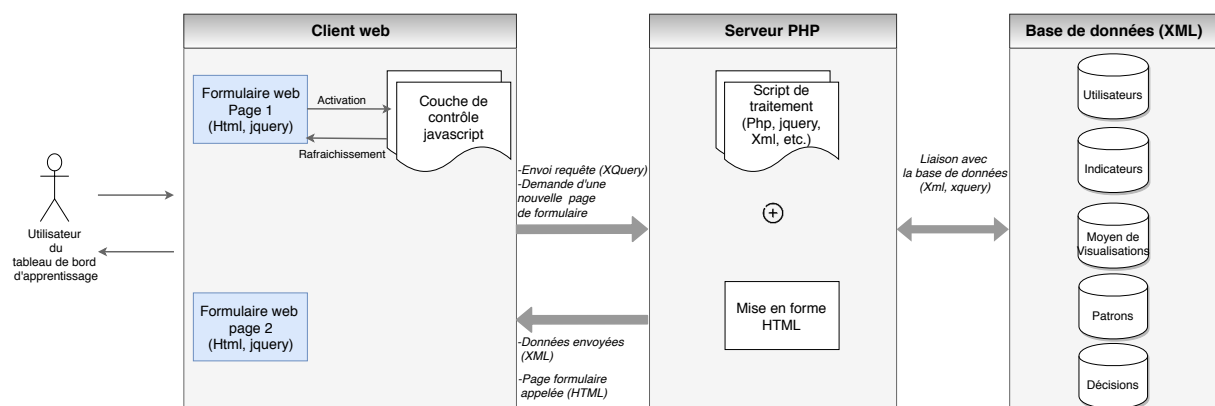 Client web
Serveur PHP
Base de données (XML)
Formulaire web
Page 1
(Html, jquery)
Activation
Rafraichissement
Couche de
contrôle
javascript
Script de
traitement
(Php, jquery,
Xml, etc.)
Utilisateurs
Indicateurs
Moyen de
Visualisations
Patrons
Décisions
-Envoi requête (XQuery)
-Demande d'une
nouvelle page
de formulaire
Liaison avec
la base de données
(Xml, xquery)
Utilisateur
du
tableau de bord
d'apprentissage
Formulaire web
page 2
(Html, jquery)
Mise en forme
HTML
-Données envoyées
(XML)
-Page formulaire
appelée (HTML)